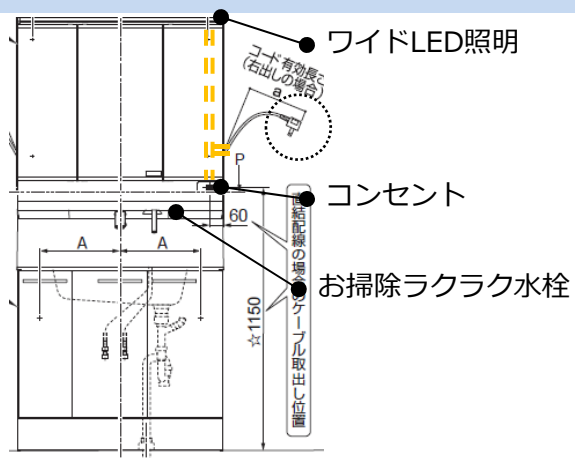 ワイドLED照明
コード有効長さ
(右出しの場合)
a
P
コンセント
60
A
A
お掃除ラクラク水栓
☆1150
直結配線の場合のケーブル取出し位置